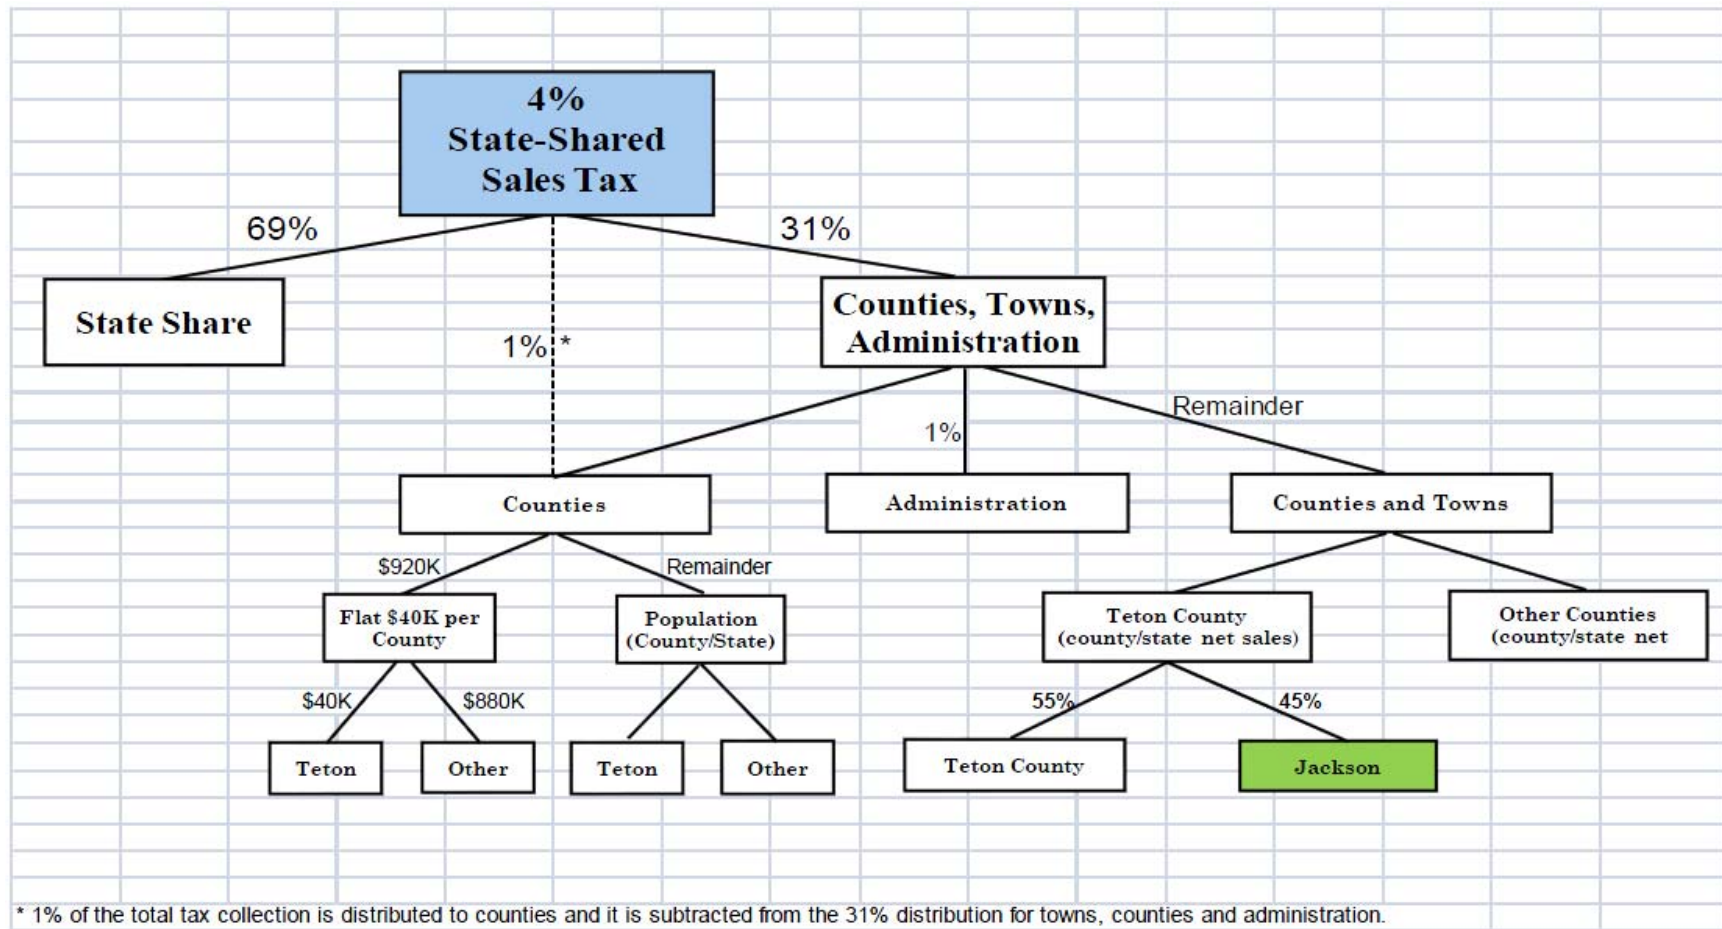 4%
State-Shared
Sales Tax
69%
31%
State Share
1% *
Counties, Towns,
Administration
Remainder
1%
Counties
Administration
Counties and Towns
$920K
Remainder
Flat $40K per
County
Population
(County/State)
Teton County
(county/state net sales)
Other Counties
(county/state net
$40K
$880K
55%
45%
Teton
Other
Teton
Other
Teton County
Jackson
* 1% of the total tax collection is distributed to counties and it is subtracted from the 31% distribution for towns, counties and administration.